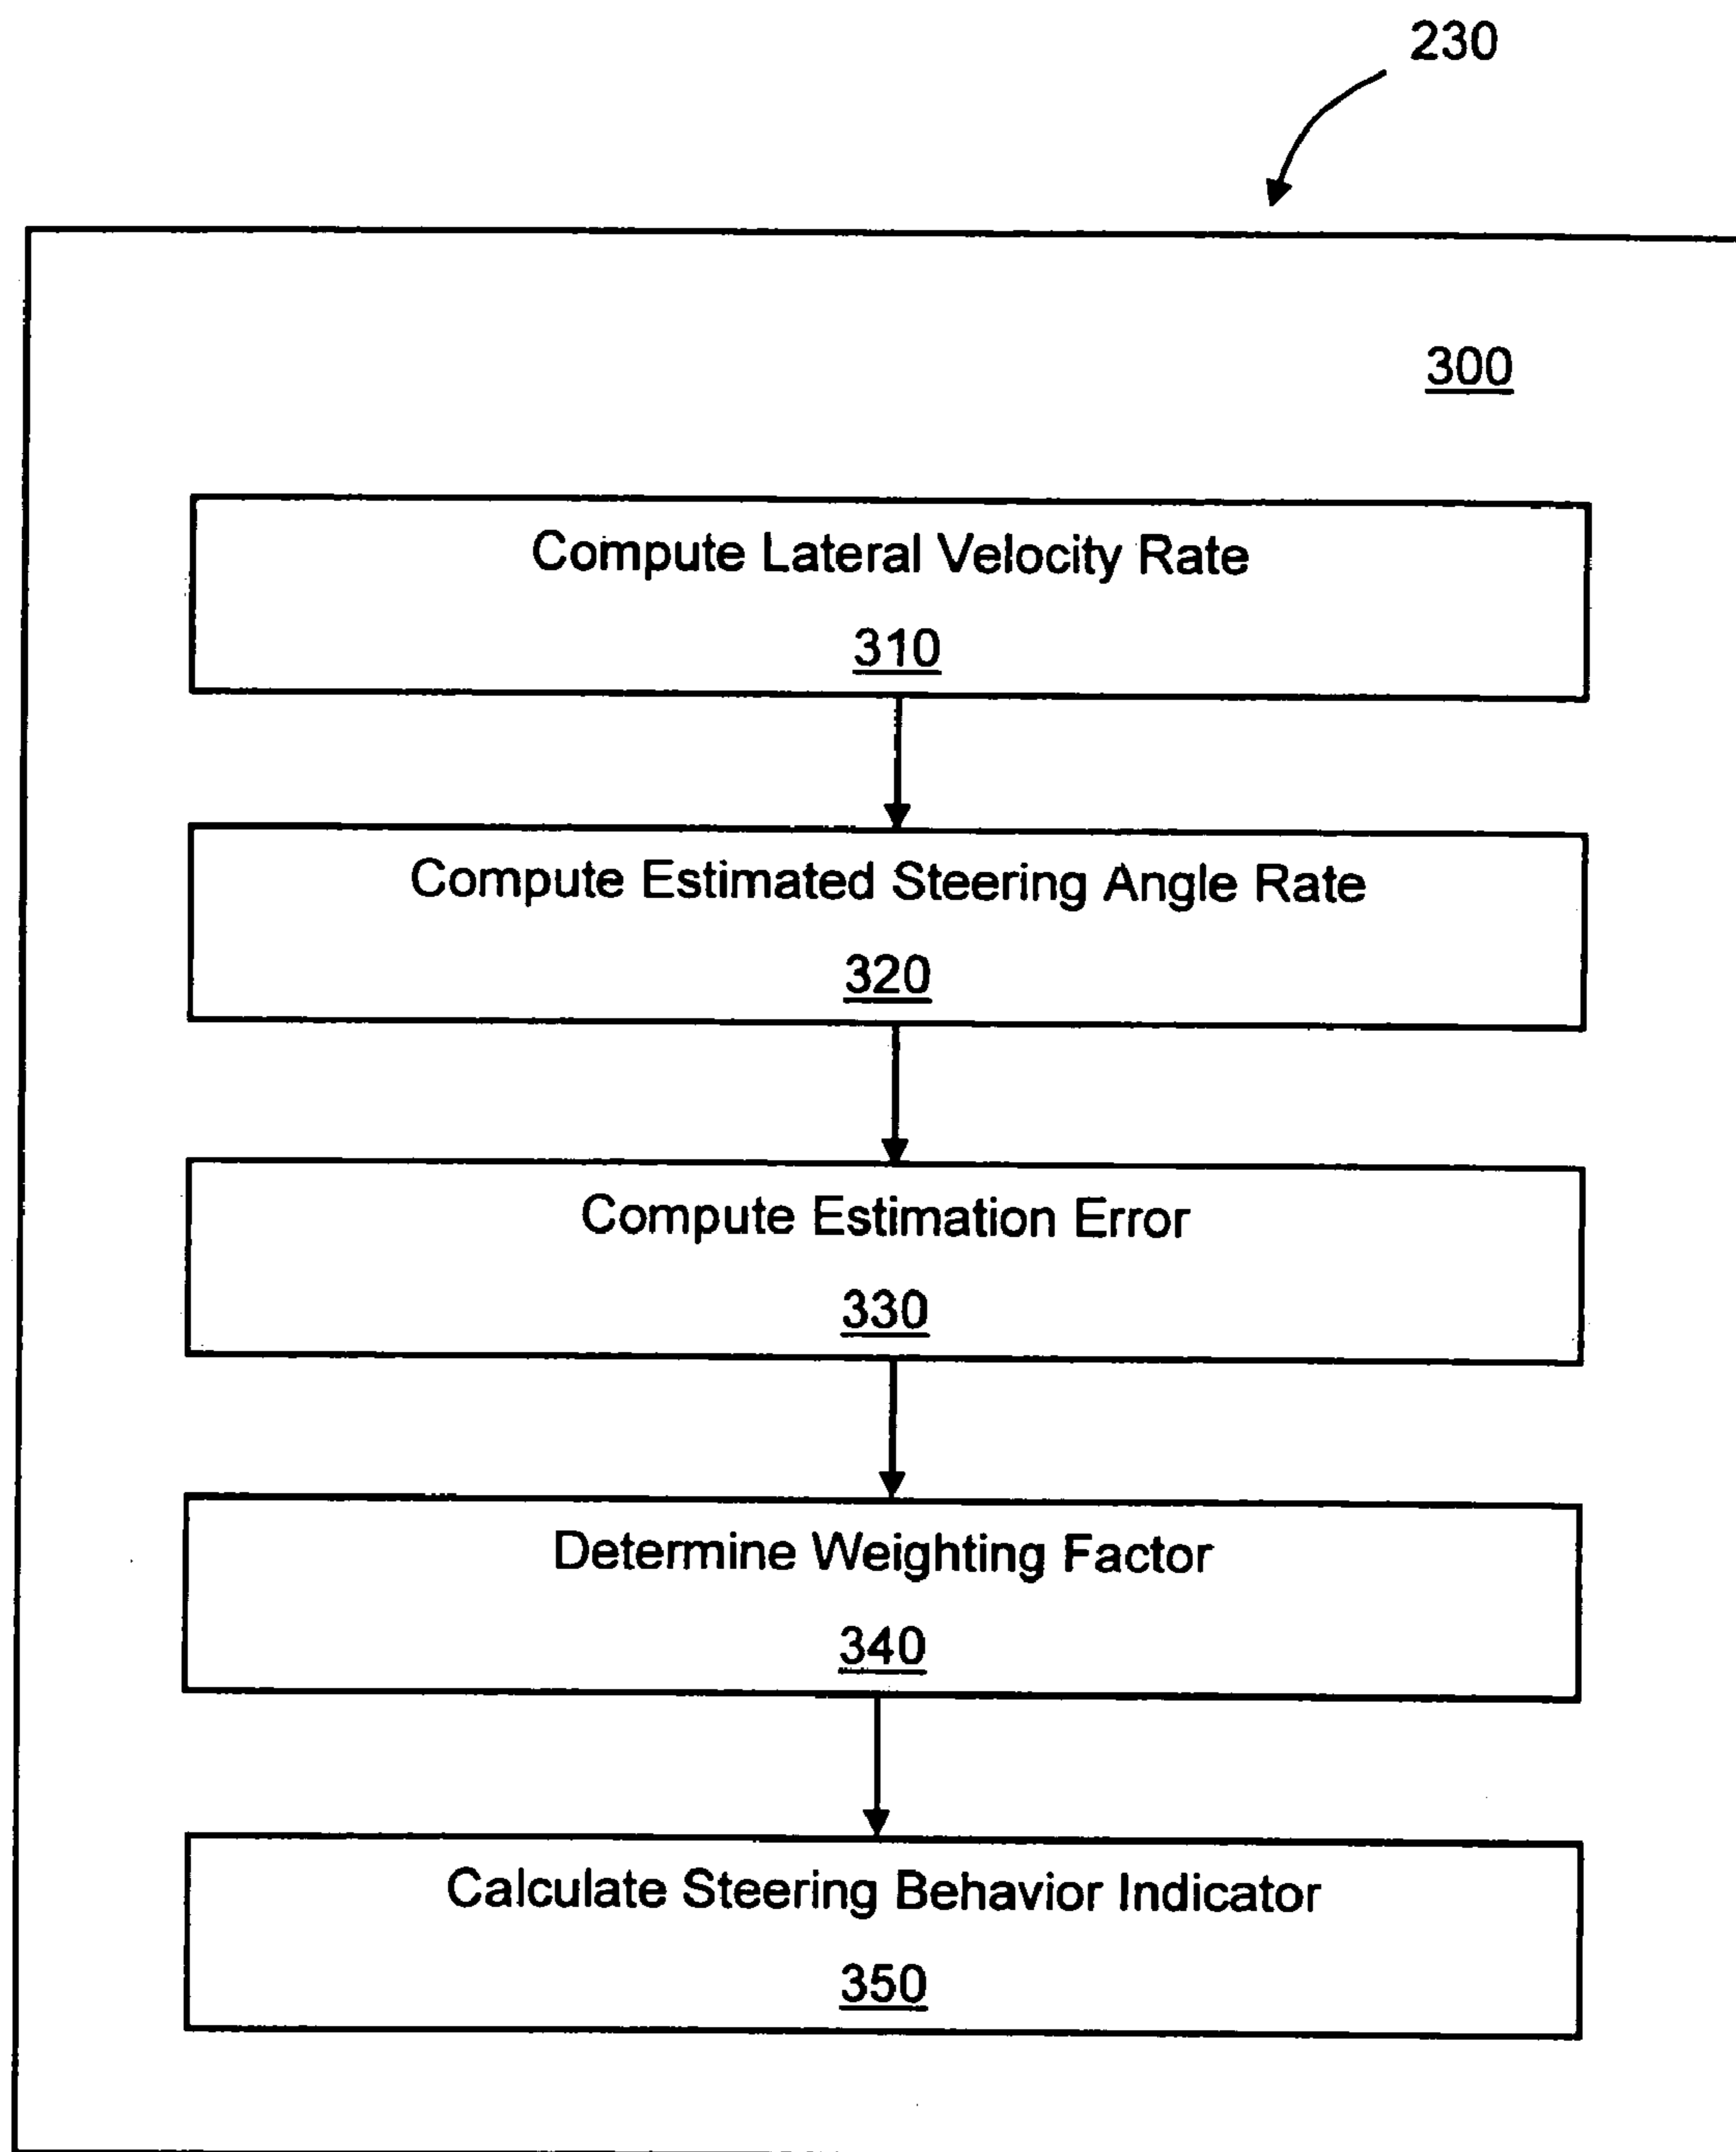 230
300
Compute Lateral Velocity Rate
310
Compute Estimated Steering Angle Rate
320
Compute Estimation Error
330
Determine Weighting Factor
340
Calculate Steering Behavior Indicator
350